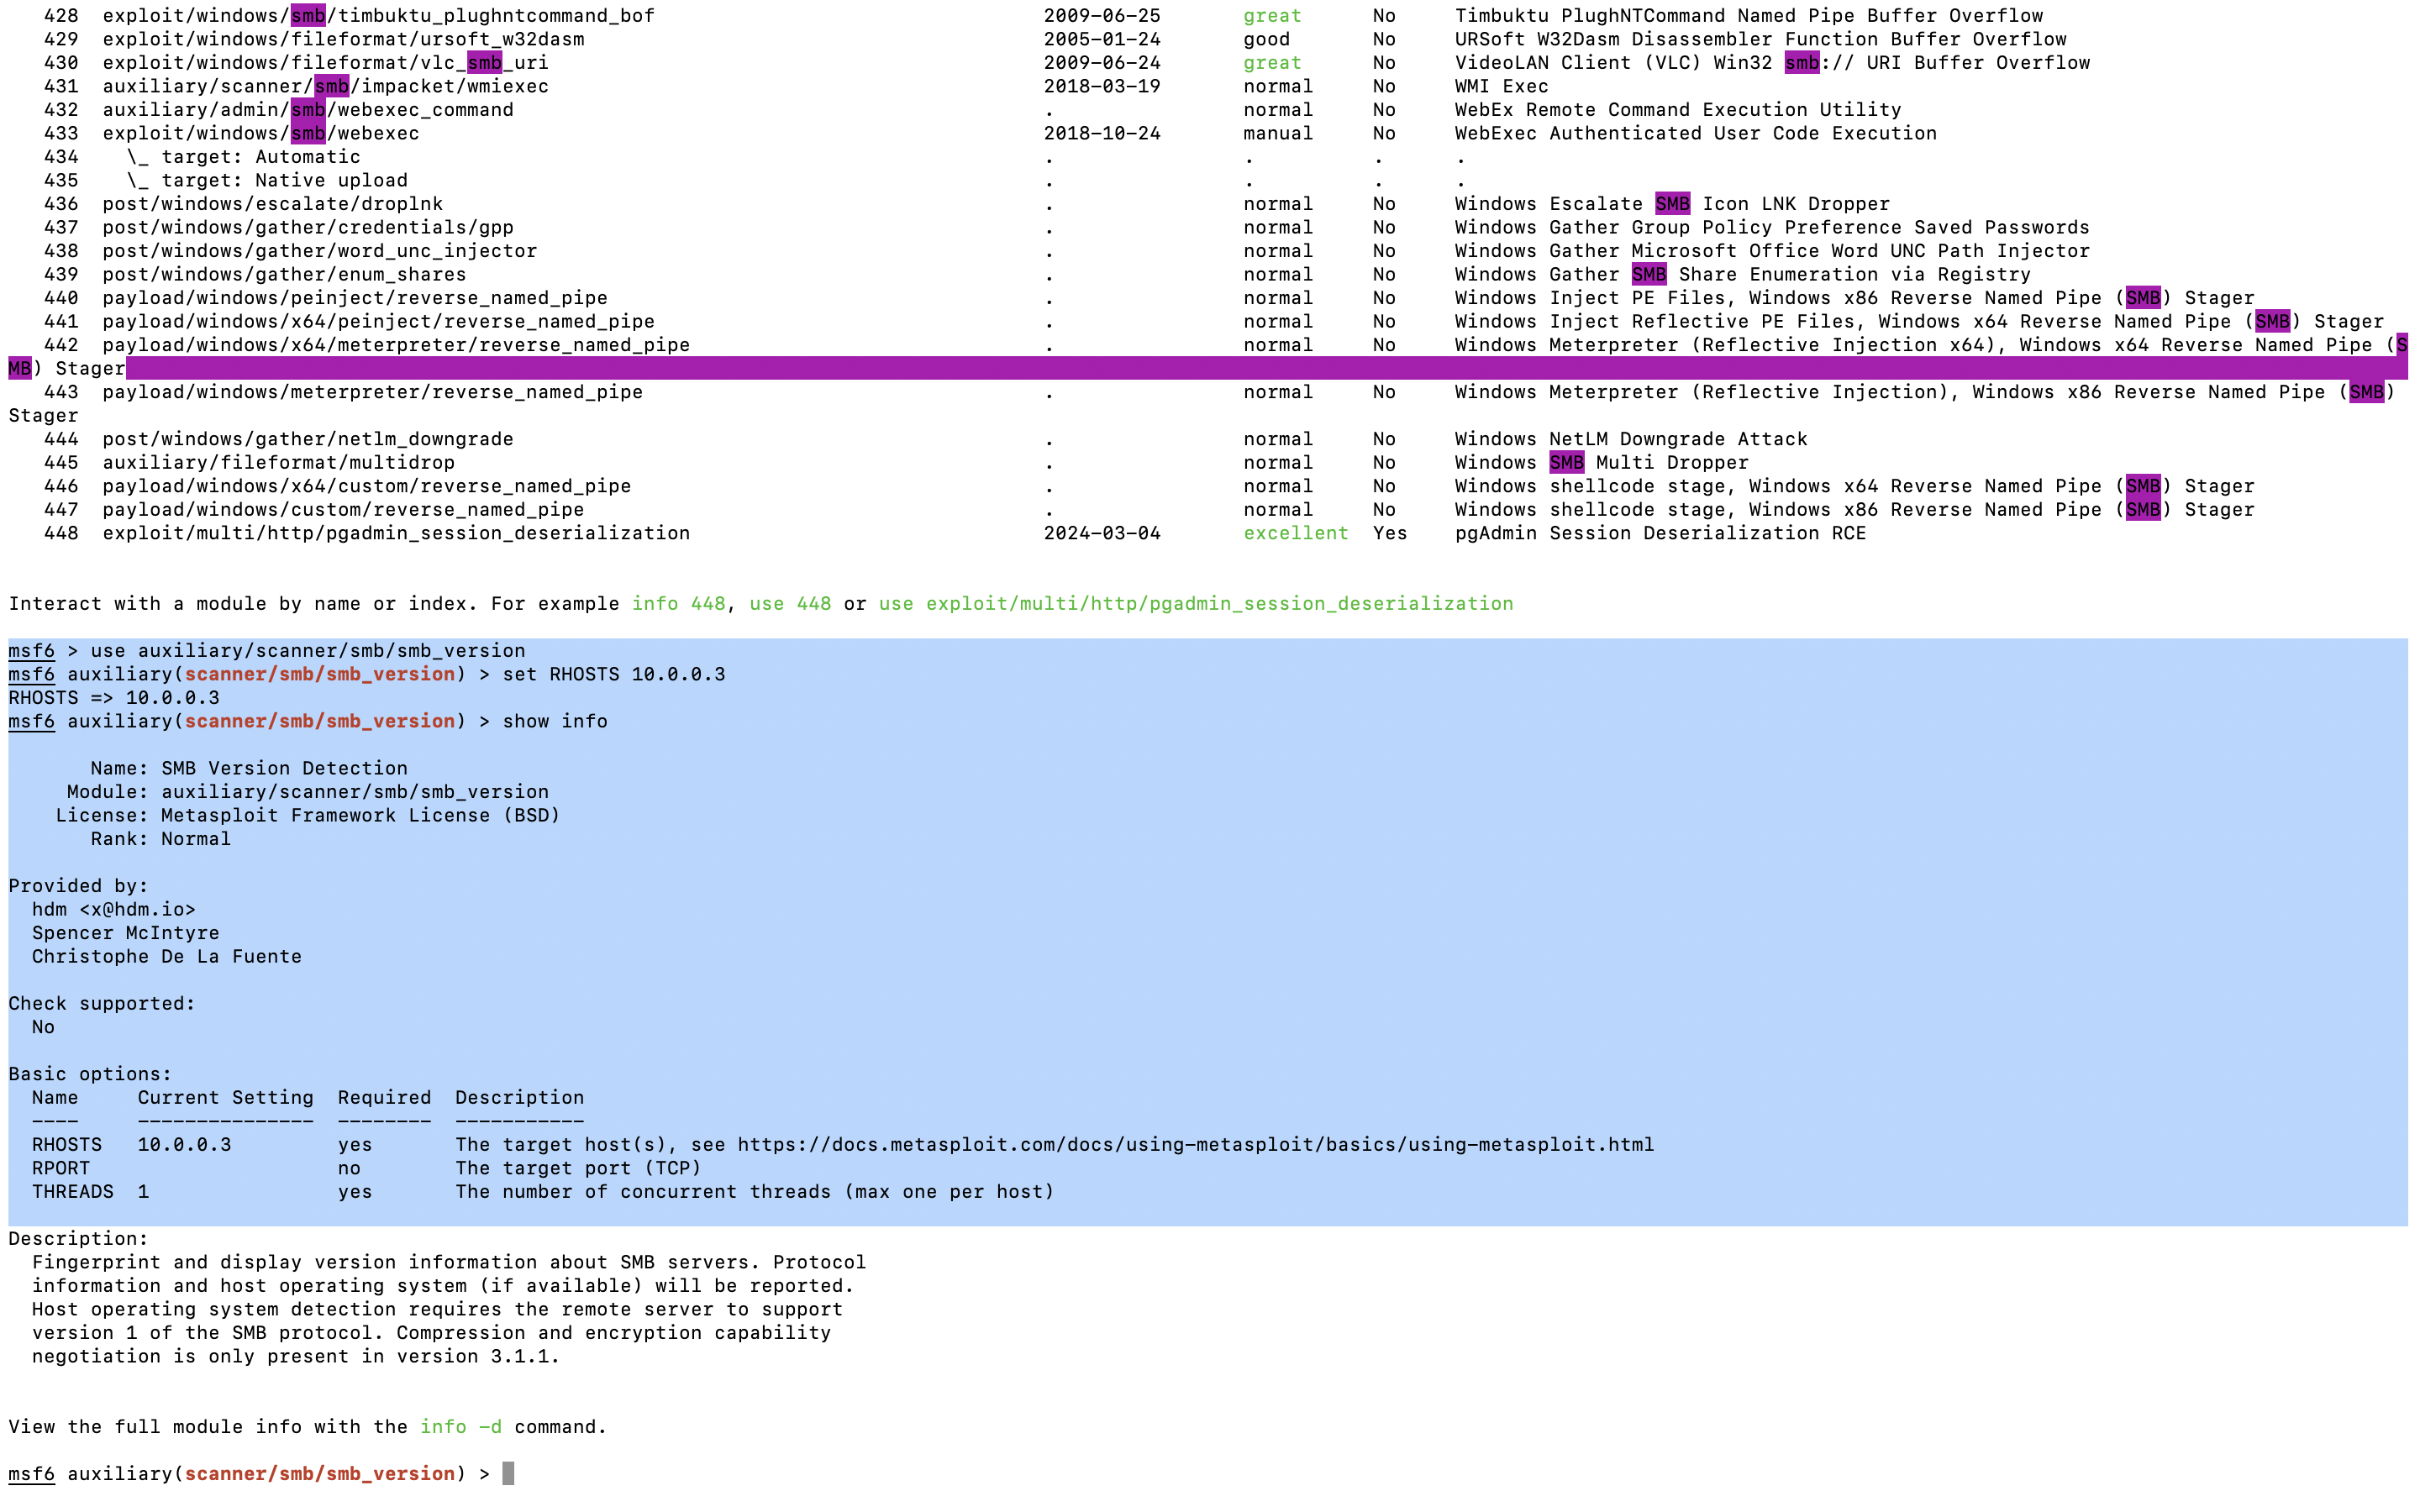 428  exploit/windows/smb/timbuktu_plughntcommand_bof  2009-06-25  great  No  Timbuktu PlughNTCommand Named Pipe Buffer Overflow
429  exploit/windows/fileformat/ursoft_w32dasm  2005-01-24  good  No  URSoft W32Dasm Disassembler Function Buffer Overflow
430  exploit/windows/fileformat/vlc_smb_uri  2009-06-24  great  No  VideoLAN Client (VLC) Win32 smb:// URI Buffer Overflow
431  auxiliary/scanner/smb/impacket/wmiexec  2018-03-19  normal  No  WMI Exec
432  auxiliary/admin/smb/webexec_command  .  normal  No  WebEx Remote Command Execution Utility
433  exploit/windows/smb/webexec  2018-10-24  manual  No  WebExec Authenticated User Code Execution
434    \_ target: Automatic  .  .  .  .
435    \_ target: Native upload  .  .  .  .
436  post/windows/escalate/droplnk  .  normal  No  Windows Escalate SMB Icon LNK Dropper
437  post/windows/gather/credentials/gpp  .  normal  No  Windows Gather Group Policy Preference Saved Passwords
438  post/windows/gather/word_unc_injector  .  normal  No  Windows Gather Microsoft Office Word UNC Path Injector
439  post/windows/gather/enum_shares  .  normal  No  Windows Gather SMB Share Enumeration via Registry
440  payload/windows/peinject/reverse_named_pipe  .  normal  No  Windows Inject PE Files, Windows x86 Reverse Named Pipe (SMB) Stager
441  payload/windows/x64/peinject/reverse_named_pipe  .  normal  No  Windows Inject Reflective PE Files, Windows x64 Reverse Named Pipe (SMB) Stager
442  payload/windows/x64/meterpreter/reverse_named_pipe  .  normal  No  Windows Meterpreter (Reflective Injection x64), Windows x64 Reverse Named Pipe (S
MB) Stager
443  payload/windows/meterpreter/reverse_named_pipe  .  normal  No  Windows Meterpreter (Reflective Injection), Windows x86 Reverse Named Pipe (SMB)
Stager
444  post/windows/gather/netlm_downgrade  .  normal  No  Windows NetLM Downgrade Attack
445  auxiliary/fileformat/multidrop  .  normal  No  Windows SMB Multi Dropper
446  payload/windows/x64/custom/reverse_named_pipe  .  normal  No  Windows shellcode stage, Windows x64 Reverse Named Pipe (SMB) Stager
447  payload/windows/custom/reverse_named_pipe  .  normal  No  Windows shellcode stage, Windows x86 Reverse Named Pipe (SMB) Stager
448  exploit/multi/http/pgadmin_session_deserialization  2024-03-04  excellent  Yes  pgAdmin Session Deserialization RCE
Interact with a module by name or index. For example info 448, use 448 or use exploit/multi/http/pgadmin_session_deserialization
msf6 > use auxiliary/scanner/smb/smb_version
msf6 auxiliary(scanner/smb/smb_version) > set RHOSTS 10.0.0.3
RHOSTS => 10.0.0.3
msf6 auxiliary(scanner/smb/smb_version) > show info
Name: SMB Version Detection
Module: auxiliary/scanner/smb/smb_version
License: Metasploit Framework License (BSD)
Rank: Normal
Provided by:
hdm <x@hdm.io>
Spencer McIntyre
Christophe De La Fuente
Check supported:
No
Basic options:
Name  Current Setting  Required  Description
----  ---------------  --------  -----------
RHOSTS  10.0.0.3  yes  The target host(s), see https://docs.metasploit.com/docs/using-metasploit/basics/using-metasploit.html
RPORT  no  The target port (TCP)
THREADS  1  yes  The number of concurrent threads (max one per host)
Description:
Fingerprint and display version information about SMB servers. Protocol
information and host operating system (if available) will be reported.
Host operating system detection requires the remote server to support
version 1 of the SMB protocol. Compression and encryption capability
negotiation is only present in version 3.1.1.
View the full module info with the info -d command.
msf6 auxiliary(scanner/smb/smb_version) >